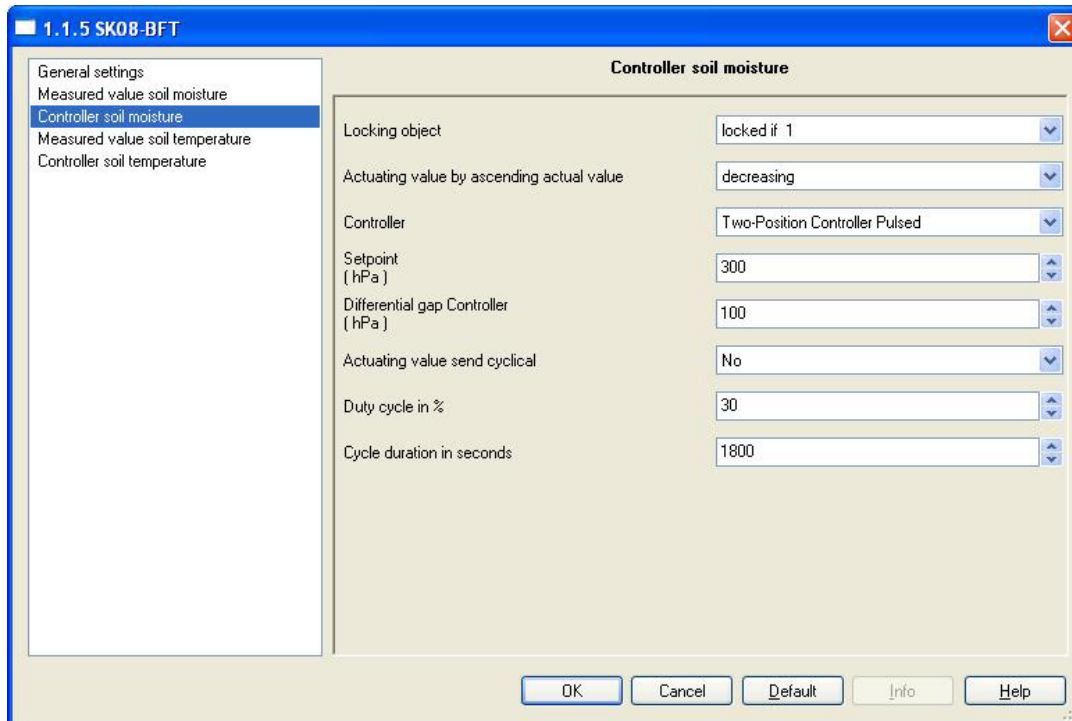 1.1.5 SK08-BFT
General settings
Measured value soil moisture
Controller soil moisture
Measured value soil temperature
Controller soil temperature
Controller soil moisture
Locking object
locked if 1
Actuating value by ascending actual value
decreasing
Controller
Two-Position Controller Pulsed
Setpoint
( hPa )
300
Differential gap Controller
( hPa )
100
Actuating value send cyclical
No
Duty cycle in %
30
Cycle duration in seconds
1800
OK
Cancel
Default
Info
Help